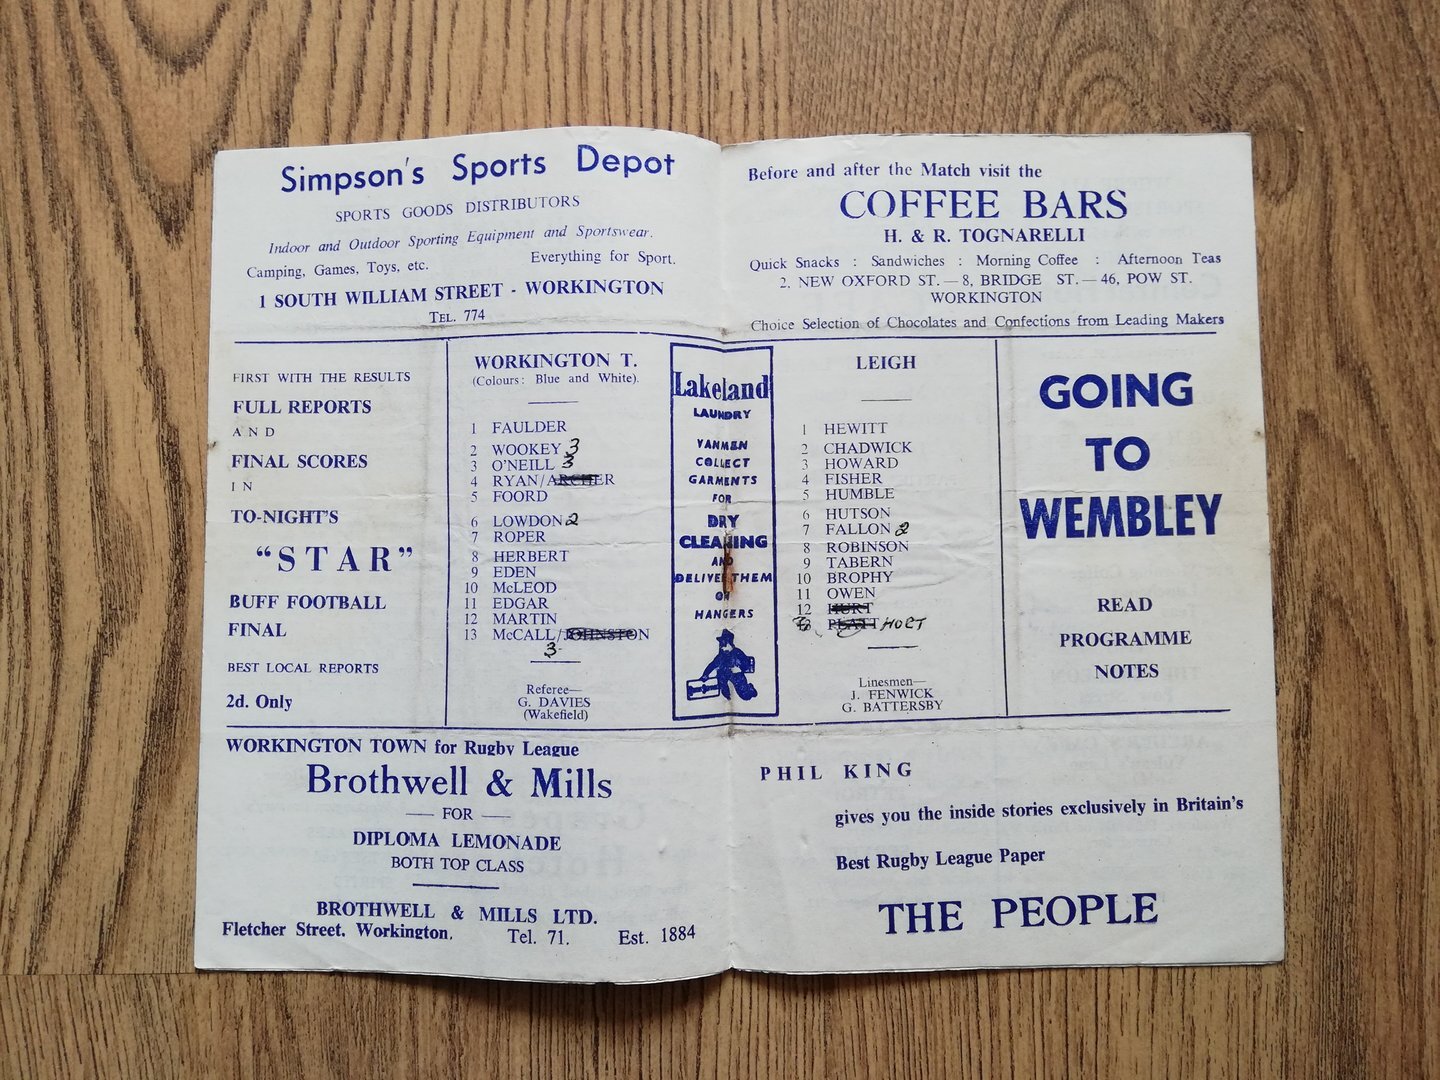 Simpson's Sports Depot
SPORTS GOODS DISTRIBUTORS
Indoor and Outdoor Sporting Equipment and Sportswear.
Camping, Games, Toys, etc. Everything for Sport.
1 SOUTH WILLIAM STREET - WORKINGTON
TEL. 774
Before and after the Match visit the
COFFEE BARS
H. & R. TOGNARELLI
Quick Snacks : Sandwiches : Morning Coffee : Afternoon Teas
2. NEW OXFORD ST. — 8, BRIDGE ST. — 46, POW ST.
WORKINGTON
Choice Selection of Chocolates and Confections from Leading Makers
FIRST WITH THE RESULTS
FULL REPORTS
AND
FINAL SCORES
IN
TO-NIGHT'S
"STAR"
BUFF FOOTBALL
FINAL
BEST LOCAL REPORTS
2d. Only
WORKINGTON T.
(Colours: Blue and White).
1 FAULDER
2 WOOKEY 3
3 O'NEILL 3
4 RYAN/ARCHER
5 FOORD
6 LOWDON 2
7 ROPER
8 HERBERT
9 EDEN
10 McLEOD
11 EDGAR
12 MARTIN
13 McCALL/JOHNSTON
3
Referee—
G. DAVIES
(Wakefield)
Lakeland
LAUNDRY
VANMEN
COLLECT
GARMENTS
FOR
DRY
CLEANING
AND
DELIVER THEM
ON
HANGERS
LEIGH
1 HEWITT
2 CHADWICK
3 HOWARD
4 FISHER
5 HUMBLE
6 HUTSON
7 FALLON 2
8 ROBINSON
9 TABERN
10 BROPHY
11 OWEN
12 HURT
PLATT HORT
Linesmen—
J. FENWICK
G. BATTERSBY
GOING
TO
WEMBLEY
READ
PROGRAMME
NOTES
WORKINGTON TOWN for Rugby League
Brothwell & Mills
— FOR —
DIPLOMA LEMONADE
BOTH TOP CLASS
BROTHWELL & MILLS LTD.
Fletcher Street, Workington. Tel. 71. Est. 1884
PHIL KING
gives you the inside stories exclusively in Britain's
Best Rugby League Paper
THE PEOPLE